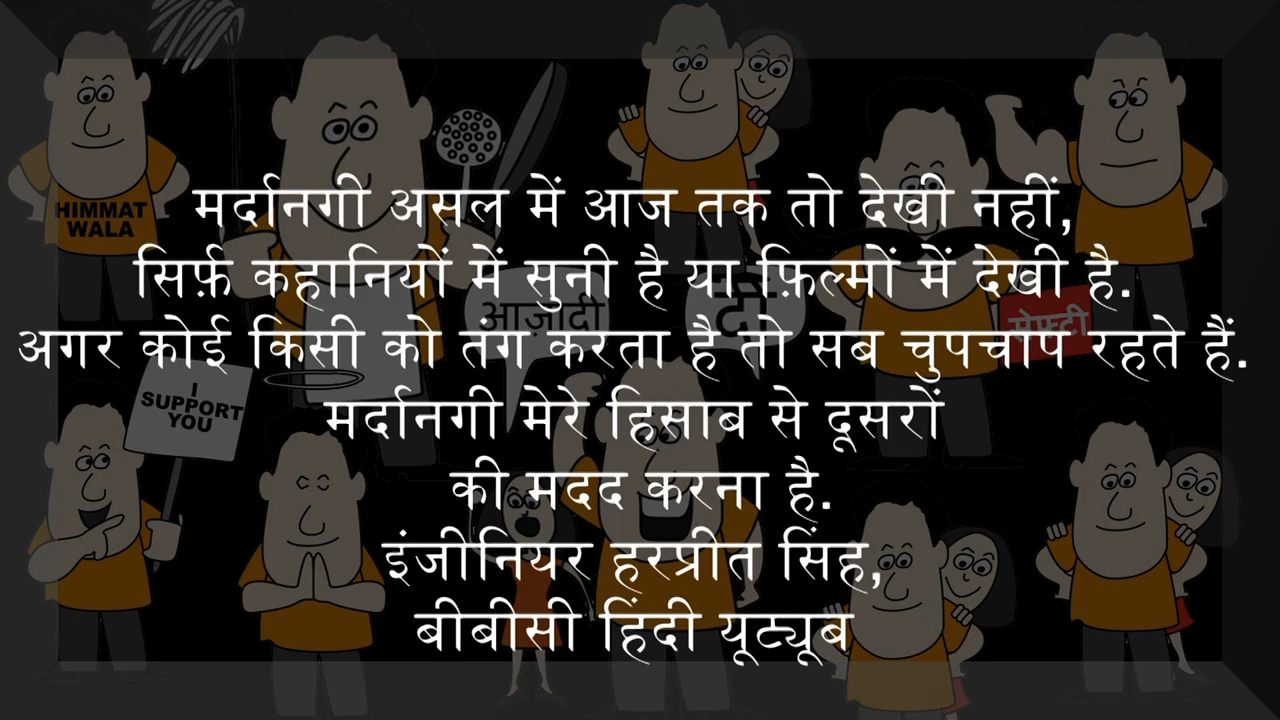 मर्दानगी असल में आज तक तो देखी नहीं,
सिर्फ़ कहानियों में सुनी है या फ़िल्मों में देखी है.
अगर कोई किसी को तंग करता है तो सब चुपचाप रहते हैं.
मर्दानगी मेरे हिसाब से दूसरों
की मदद करना है.
इंजीनियर हरप्रीत सिंह,
बीबीसी हिंदी यूट्यूब
HIMMAT
WALA
आज़ादी
दी
सेफ्टी
I
SUPPORT
YOU